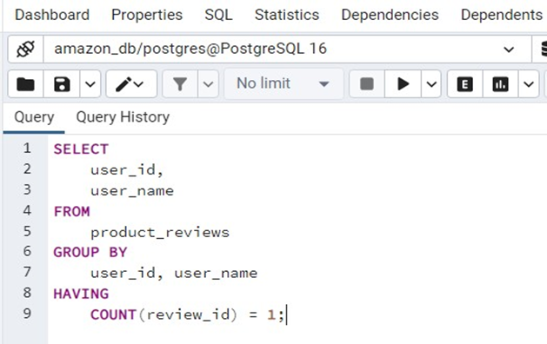 Dashboard Properties SQL Statistics Dependencies Dependents
amazon_db/postgres@PostgreSQL 16
No limit E
Query Query History
1 SELECT
2 user_id,
3 user_name
4 FROM
5 product_reviews
6 GROUP BY
7 user_id, user_name
8 HAVING
9 COUNT(review_id) = 1;